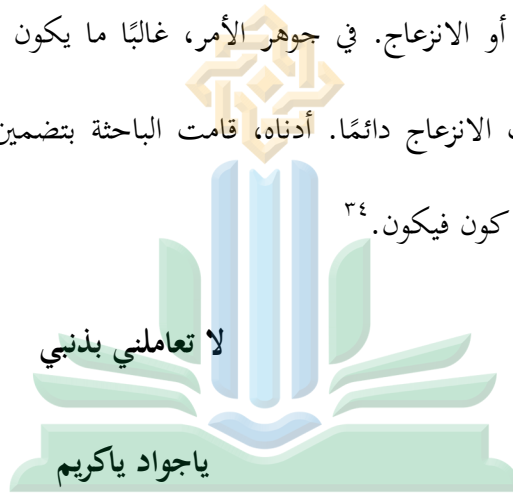 أو الانزعاج. في جوهر الأمر، غالبًا ما يكون
الانزعاج دائمًا. أدناه، قامت الباحثة بتضمين
كون فيكون.٣٤
لا تعاملني بذنبي
ياجواد ياكريم